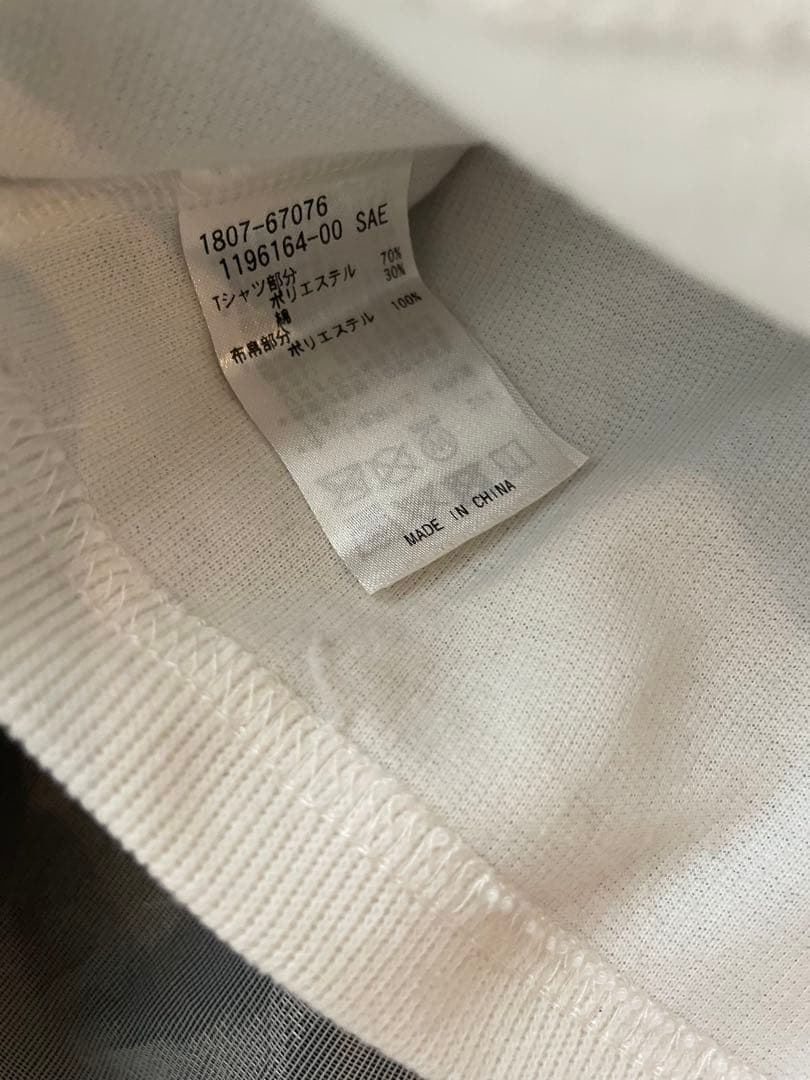 1807-67076
1196164-00 SAE
Tシャツ部分
ポリエステル 70%
綿 30%
布帛部分
ポリエステル 100%
MADE IN CHINA